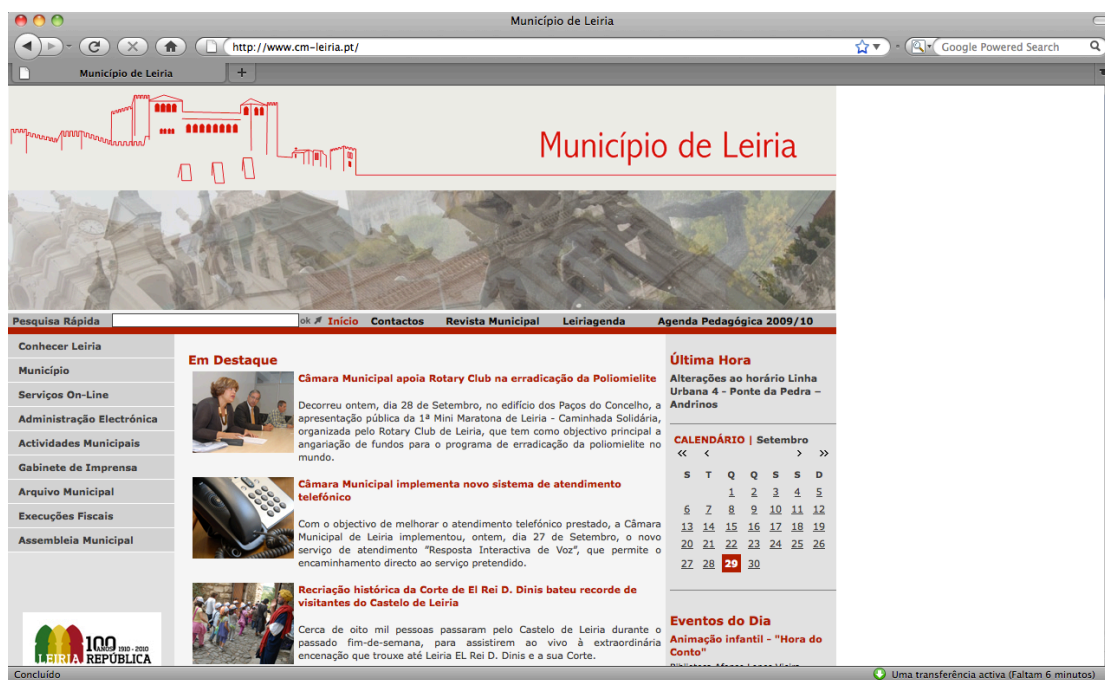 Município de Leiria
http://www.cm-leiria.pt/
Google Powered Search
Município de Leiria
Município de Leiria
Pesquisa Rápida ok Início Contactos Revista Municipal Leiriagenda Agenda Pedagógica 2009/10
Conhecer Leiria
Município
Serviços On-Line
Administração Electrónica
Actividades Municipais
Gabinete de Imprensa
Arquivo Municipal
Execuções Fiscais
Assembleia Municipal
100 ANOS 1910 - 2010
LEIRIA REPÚBLICA
Em Destaque
Câmara Municipal apoia Rotary Club na erradicação da Poliomielite
Decorreu ontem, dia 28 de Setembro, no edifício dos Paços do Concelho, a
apresentação pública da 1ª Mini Maratona de Leiria - Caminhada Solidária,
organizada pelo Rotary Club de Leiria, que tem como objectivo principal a
angariação de fundos para o programa de erradicação da poliomielite no
mundo.
Câmara Municipal implementa novo sistema de atendimento
telefónico
Com o objectivo de melhorar o atendimento telefónico prestado, a Câmara
Municipal de Leiria implementou, ontem, dia 27 de Setembro, o novo
serviço de atendimento "Resposta Interactiva de Voz", que permite o
encaminhamento directo ao serviço pretendido.
Recriação histórica da Corte de El Rei D. Dinis bateu recorde de
visitantes do Castelo de Leiria
Cerca de oito mil pessoas passaram pelo Castelo de Leiria durante o
passado fim-de-semana, para assistirem ao vivo à extraordinária
encenação que trouxe até Leiria EL Rei D. Dinis e a sua Corte.
Última Hora
Alterações ao horário Linha
Urbana 4 - Ponte da Pedra –
Andrinos
CALENDÁRIO | Setembro
« ‹ › »
S T Q Q S S D
1 2 3 4 5
6 7 8 9 10 11 12
13 14 15 16 17 18 19
20 21 22 23 24 25 26
27 28 29 30
Eventos do Dia
Animação infantil - "Hora do
Conto"
Biblioteca Afonso Lopes Vieira
Concluído
Uma transferência activa (Faltam 6 minutos)